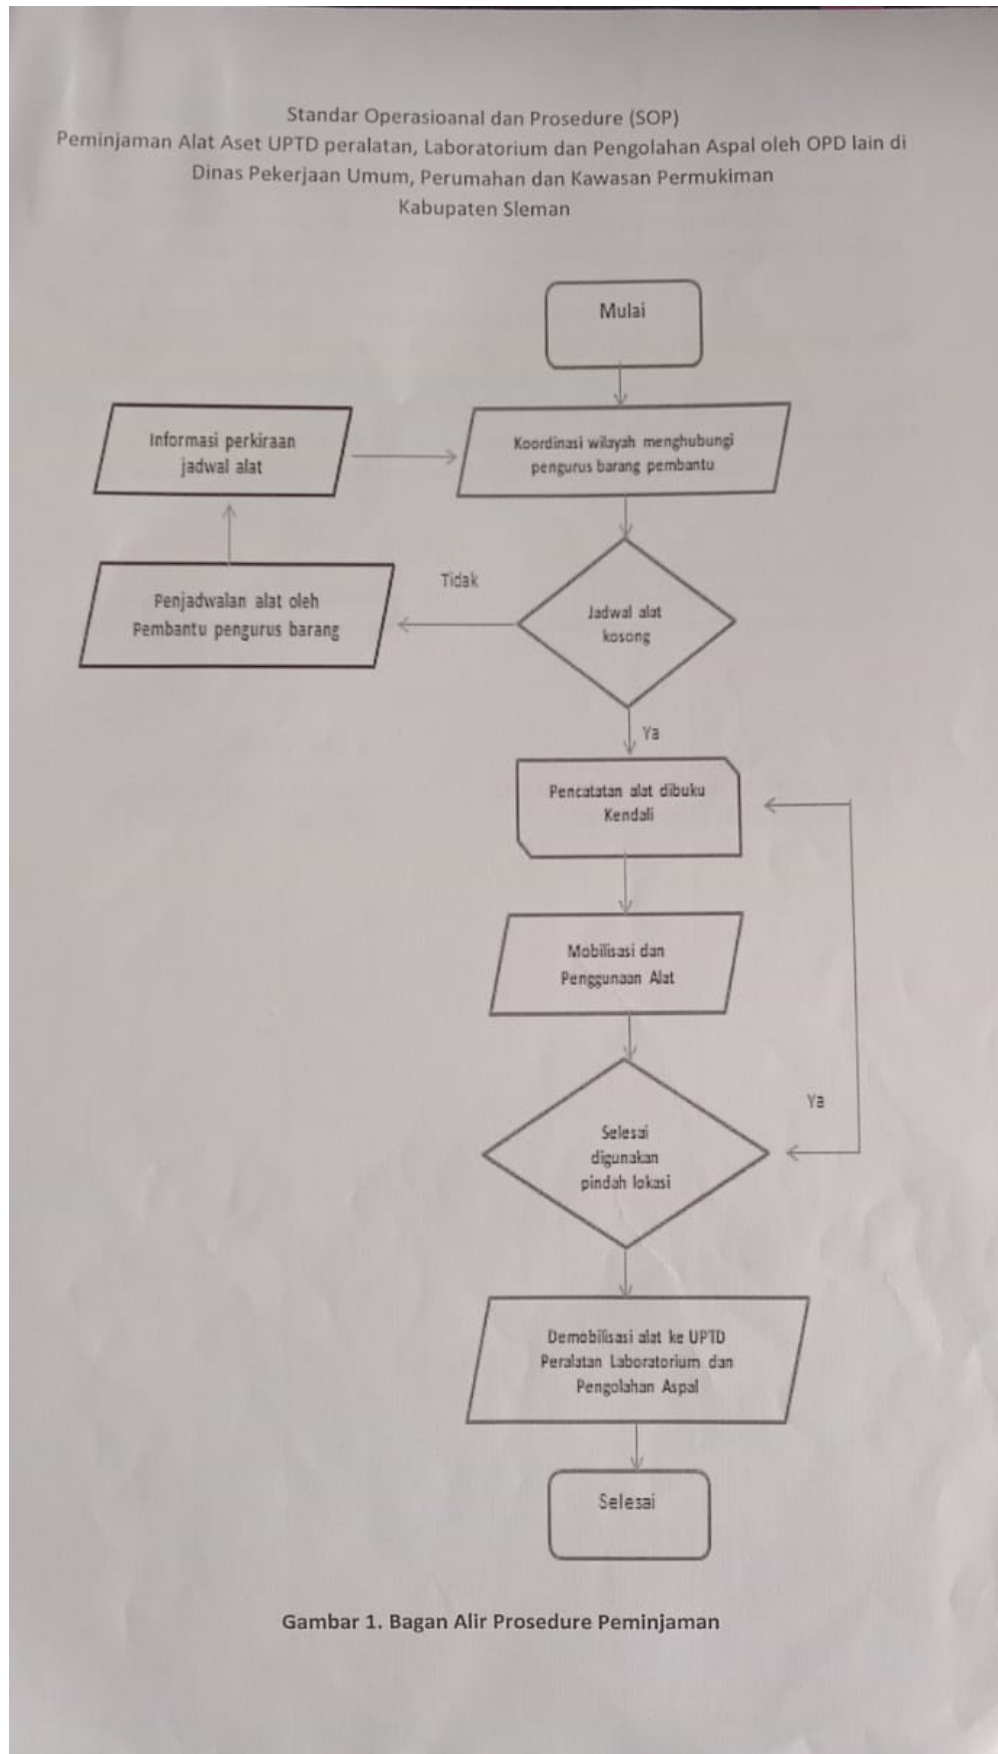 Standar Operasioanal dan Prosedure (SOP)
Peminjaman Alat Aset UPTD peralatan, Laboratorium dan Pengolahan Aspal oleh OPD lain di
Dinas Pekerjaan Umum, Perumahan dan Kawasan Permukiman
Kabupaten Sleman
Mulai
Informasi perkiraan
jadwal alat
Koordinasi wilayah menghubungi
pengurus barang pembantu
Penjadwalan alat oleh
Pembantu pengurus barang
Tidak
Jadwal alat
kosong
Ya
Pencatatan alat dibuku
Kendali
Mobilisasi dan
Penggunaan Alat
Ya
Selesai
digunakan
pindah lokasi
Demobilisasi alat ke UPTD
Peralatan Laboratorium dan
Pengolahan Aspal
Selesai
Gambar 1. Bagan Alir Prosedure Peminjaman